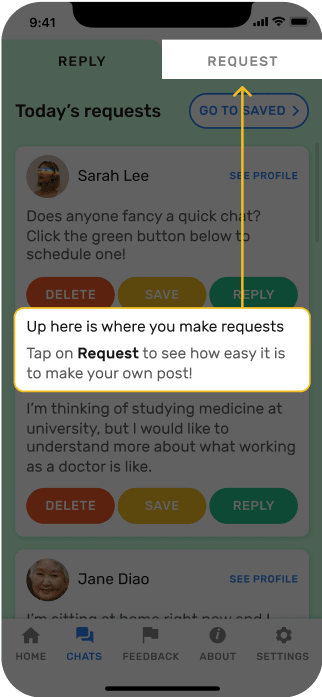 9:41
REPLY
REQUEST
Today's requests
GO TO SAVED
Sarah Lee
SEE PROFILE
Does anyone fancy a quick chat?
Click the green button below to
schedule one!
DELETE
SAVE
REPLY
Up here is where you make requests
Tap on Request to see how easy it is
to make your own post!
I'm thinking of studying medicine at
university, but I would like to
understand more about what working
as a doctor is like.
DELETE
SAVE
REPLY
Jane Diao
SEE PROFILE
I'm sitting at home right now and I
HOME
CHATS
FEEDBACK
ABOUT
SETTINGS